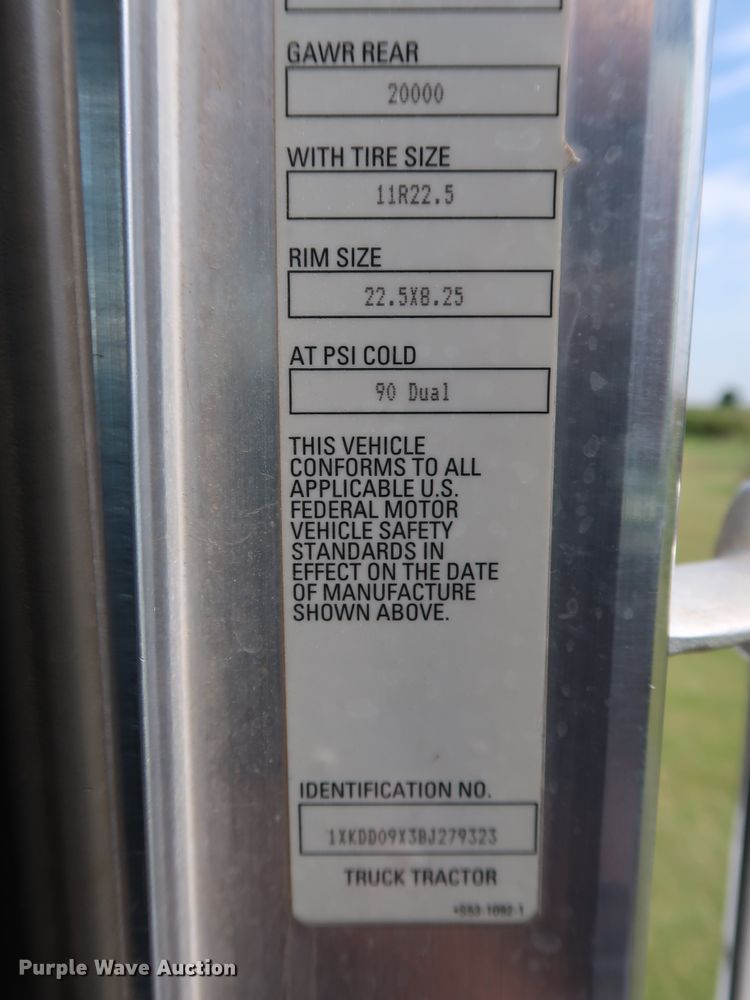 GAWR REAR
20000
WITH TIRE SIZE
11R22.5
RIM SIZE
22.5X8.25
AT PSI COLD
90 Dual
THIS VEHICLE
CONFORMS TO ALL
APPLICABLE U.S.
FEDERAL MOTOR
VEHICLE SAFETY
STANDARDS IN
EFFECT ON THE DATE
OF MANUFACTURE
SHOWN ABOVE.
IDENTIFICATION NO.
1XKDD09X3BJ279323
TRUCK TRACTOR
Purple Wave Auction